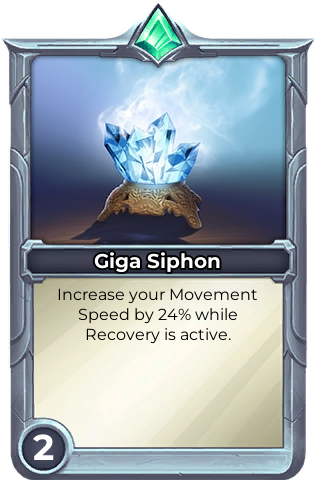 Giga Siphon
Increase your Movement
Speed by 24% while
Recovery is active.
2